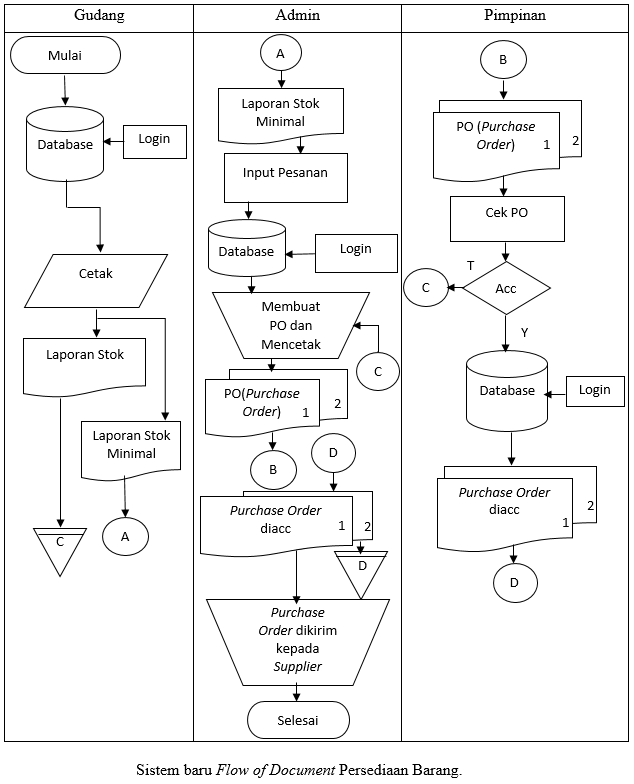 Gudang
Admin
Pimpinan
Mulai
Database
Login
Cetak
Laporan Stok
Laporan Stok
Minimal
C
A
A
Laporan Stok
Minimal
Input Pesanan
Database
Login
Membuat
PO dan
Mencetak
C
PO(Purchase
Order)
1
2
B
D
Purchase Order
diacc
1
2
D
Purchase
Order dikirim
kepada
Supplier
Selesai
B
PO (Purchase
Order)
1
2
Cek PO
T
C
Acc
Y
Database
Login
Purchase Order
diacc
1
2
D
Sistem baru Flow of Document Persediaan Barang.